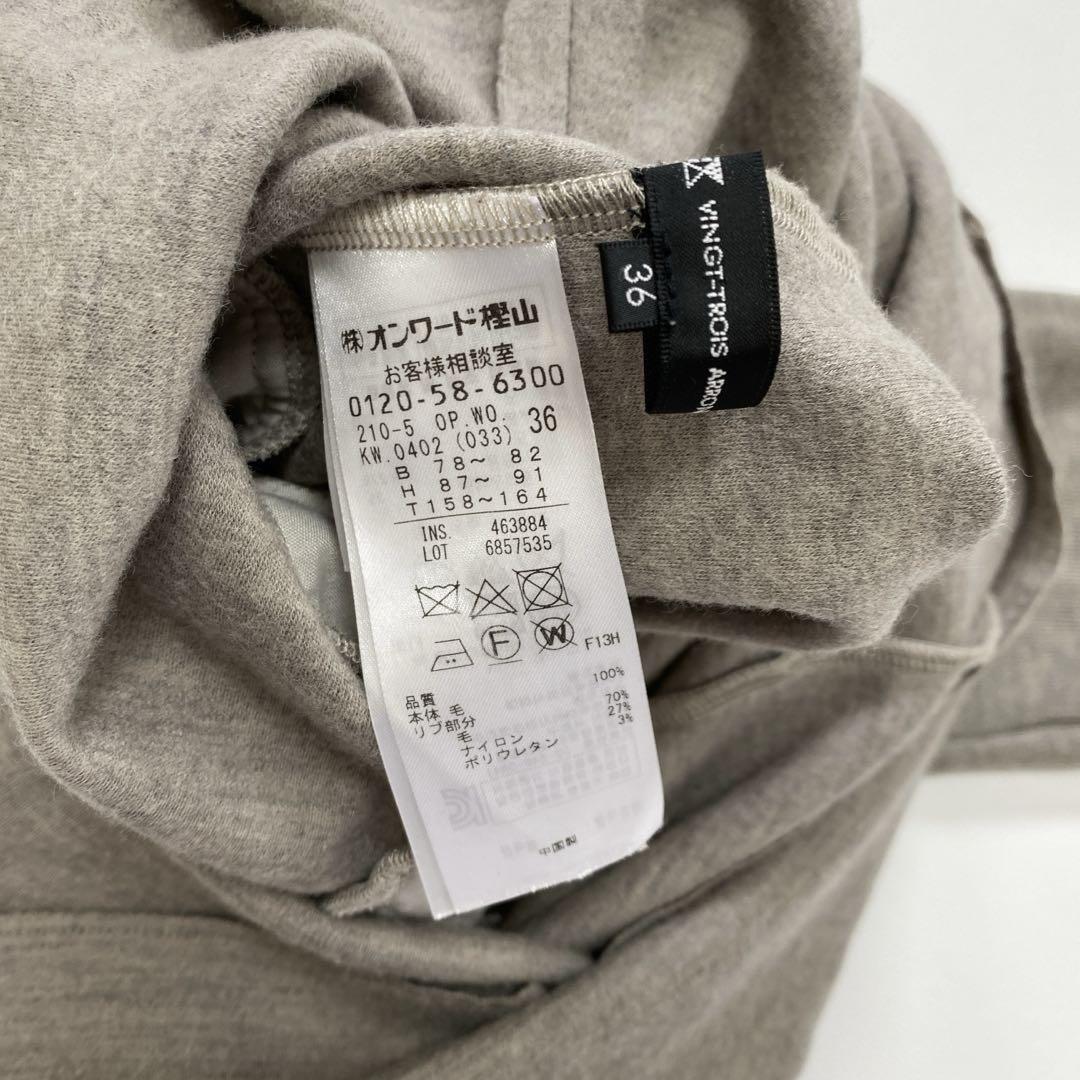 ㈱オンワード樫山
お客様相談室
0120-58-6300
210-5 OP.WO. 36
KW.0402 (033)
B 78〜 82
H 87〜 91
T158〜164
INS. 463884
LOT 6857535
F W F13H
品質
本体 毛 100%
リブ部分
毛 70%
ナイロン 27%
ポリウレタン 3%
中国製
36
VINGT-TROIS